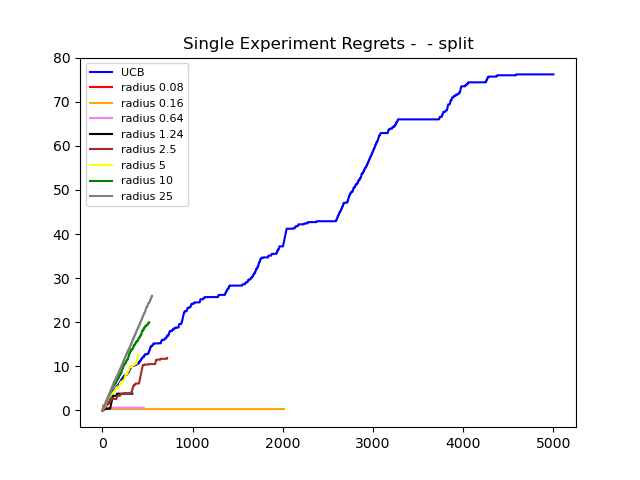 Single Experiment Regrets -  - split
80
70
60
50
40
30
20
10
0
UCB
radius 0.08
radius 0.16
radius 0.64
radius 1.24
radius 2.5
radius 5
radius 10
radius 25
0 1000 2000 3000 4000 5000